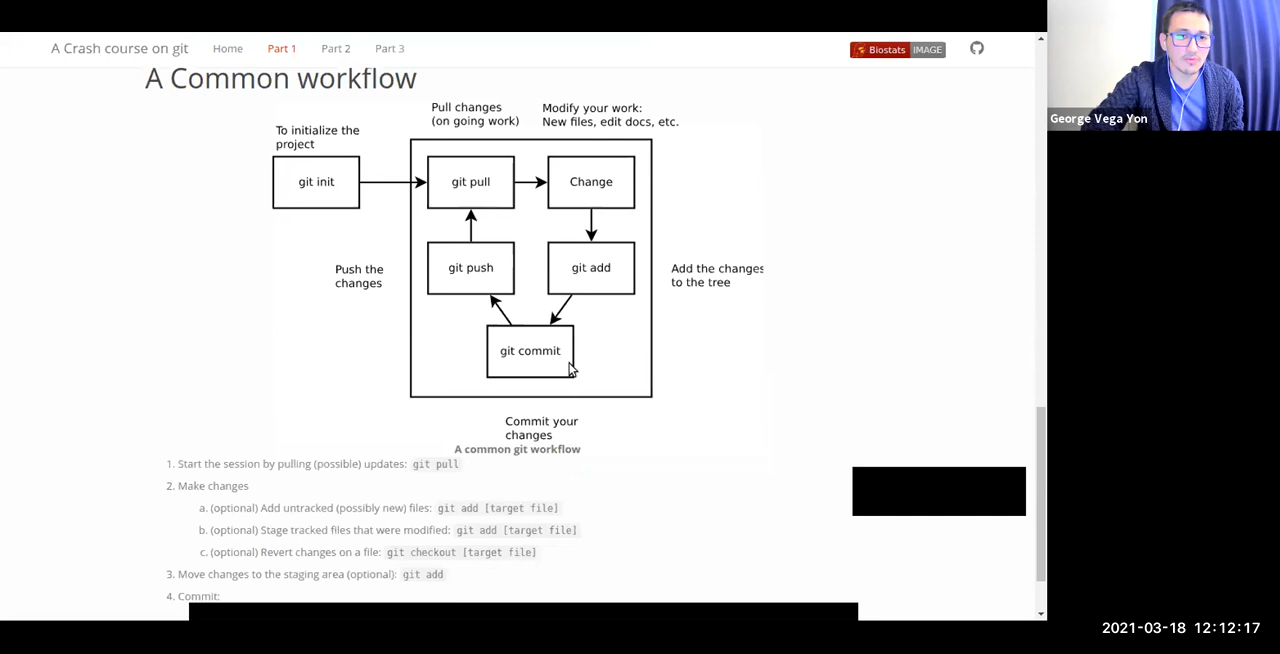 A Crash course on git Home Part 1 Part 2 Part 3 Biostats IMAGE
George Vega Yon
A Common workflow
Pull changes
(on going work)
Modify your work:
New files, edit docs, etc.
To initialize the
project
git init
git pull
Change
Push the
changes
git push
git add
Add the changes
to the tree
git commit
Commit your
changes
A common git workflow
1. Start the session by pulling (possible) updates: git pull
2. Make changes
a. (optional) Add untracked (possibly new) files: git add [target file]
b. (optional) Stage tracked files that were modified: git add [target file]
c. (optional) Revert changes on a file: git checkout [target file]
3. Move changes to the staging area (optional): git add
4. Commit:
2021-03-18 12:12:17